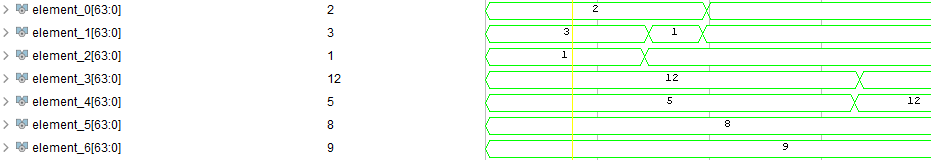 element_0[63:0] 2 2
element_1[63:0] 3 3 1
element_2[63:0] 1 1
element_3[63:0] 12 12
element_4[63:0] 5 5 12
element_5[63:0] 8 8
element_6[63:0] 9 9